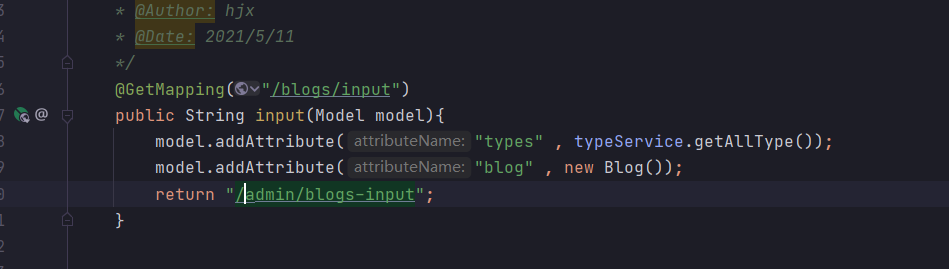 3 * @Author: hjx
4 * @Date: 2021/5/11
5 */
6 @GetMapping("/blogs/input")
7 @ public String input(Model model){
8 model.addAttribute( attributeName: "types" , typeService.getAllType());
9 model.addAttribute( attributeName: "blog" , new Blog());
0 return "/admin/blogs-input";
1 }
2